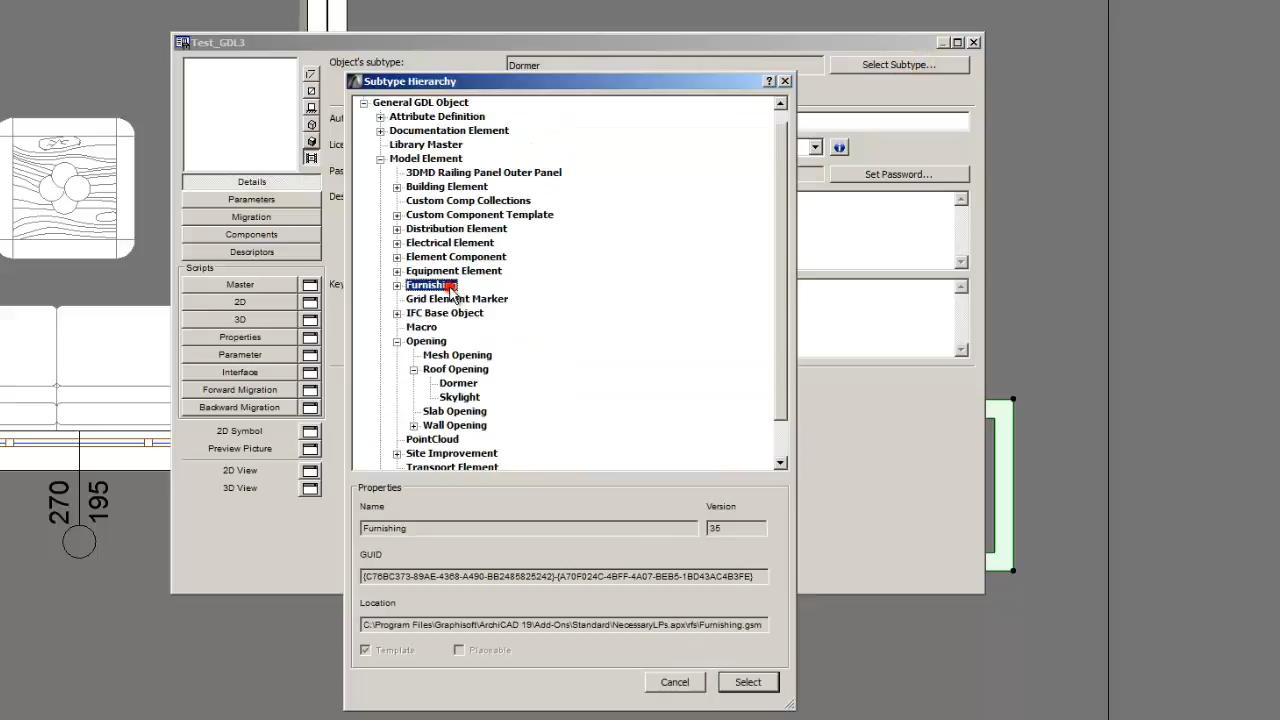 Test_GDL3
Object's subtype:
Dormer
Select Subtype...
Subtype Hierarchy
General GDL Object
Attribute Definition
Documentation Element
Library Master
Model Element
3DMD Railing Panel Outer Panel
Building Element
Custom Comp Collections
Custom Component Template
Distribution Element
Electrical Element
Element Component
Equipment Element
Furnishing
Grid Element Marker
IFC Base Object
Macro
Opening
Mesh Opening
Roof Opening
Dormer
Skylight
Slab Opening
Wall Opening
PointCloud
Site Improvement
Transport Element
Aut
Lice
Pas
Des
Key
Set Password...
Details
Parameters
Migration
Components
Descriptors
Scripts
Master
2D
3D
Properties
Parameter
Interface
Forward Migration
Backward Migration
2D Symbol
Preview Picture
2D View
3D View
Properties
Name
Version
Furnishing
35
GUID
{C76BC373-89AE-4368-A490-BB2485825242}-{A70F024C-4BFF-4A07-BEB5-1BD43AC4B3FE}
Location
C:\Program Files\Graphisoft\ArchiCAD 19\Add-Ons\Standard\NecessaryLPs.apx\rfs\Furnishing.gsm
Template
Placeable
Cancel
Select
270
195